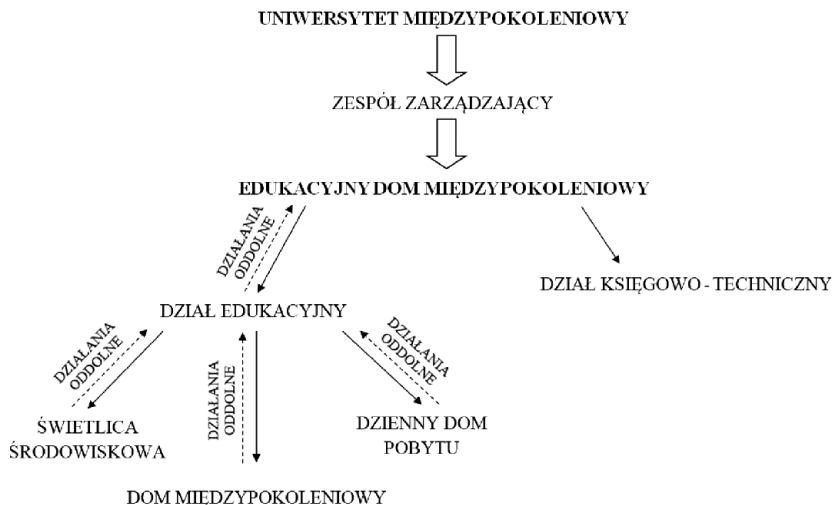 UNIWERSYTET MIĘDZYPOKOLENIOWY
ZESPÓŁ ZARZĄDZAJĄCY
EDUKACYJNY DOM MIĘDZYPOKOLENIOWY
DZIAŁANIA
ODDOLNE
DZIAŁ KSIĘGOWO - TECHNICZNY
DZIAŁ EDUKACYJNY
DZIAŁANIA
ODDOLNE
DZIAŁANIA
ODDOLNE
DZIAŁANIA
ODDOLNE
ŚWIETLICA
ŚRODOWISKOWA
DZIENNY DOM
POBYTU
DOM MIĘDZYPOKOLENIOWY